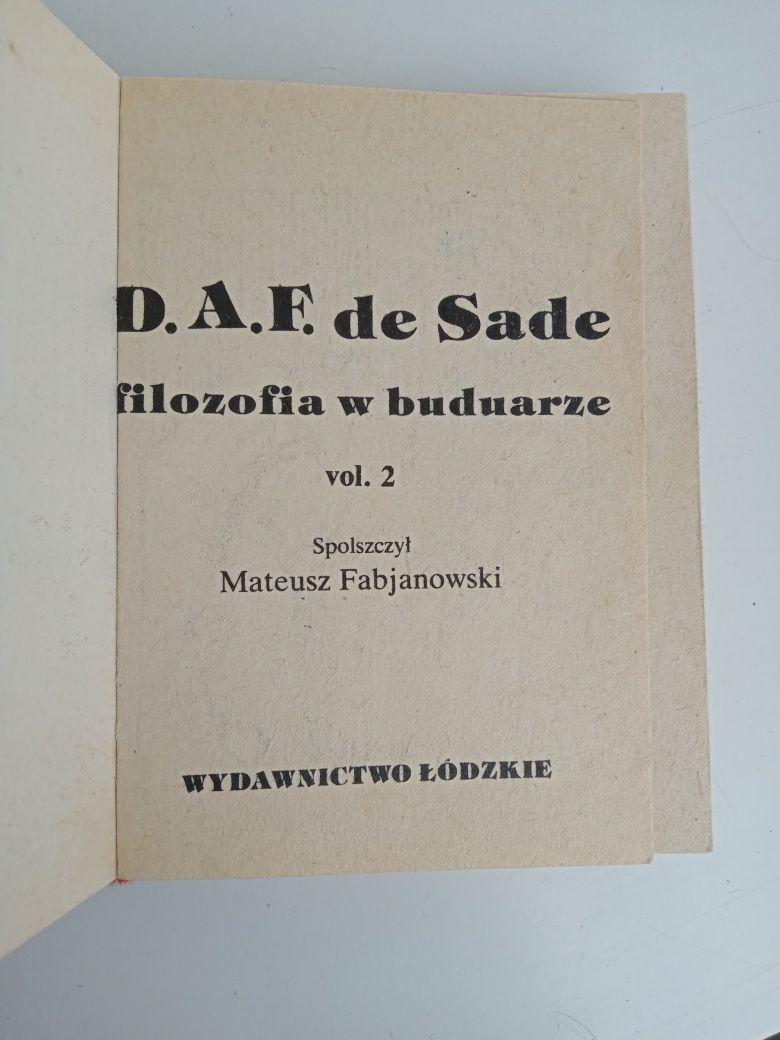 D.A.F. de Sade
filozofia w buduarze
vol. 2
Spolszczył
Mateusz Fabjanowski
WYDAWNICTWO ŁÓDZKIE